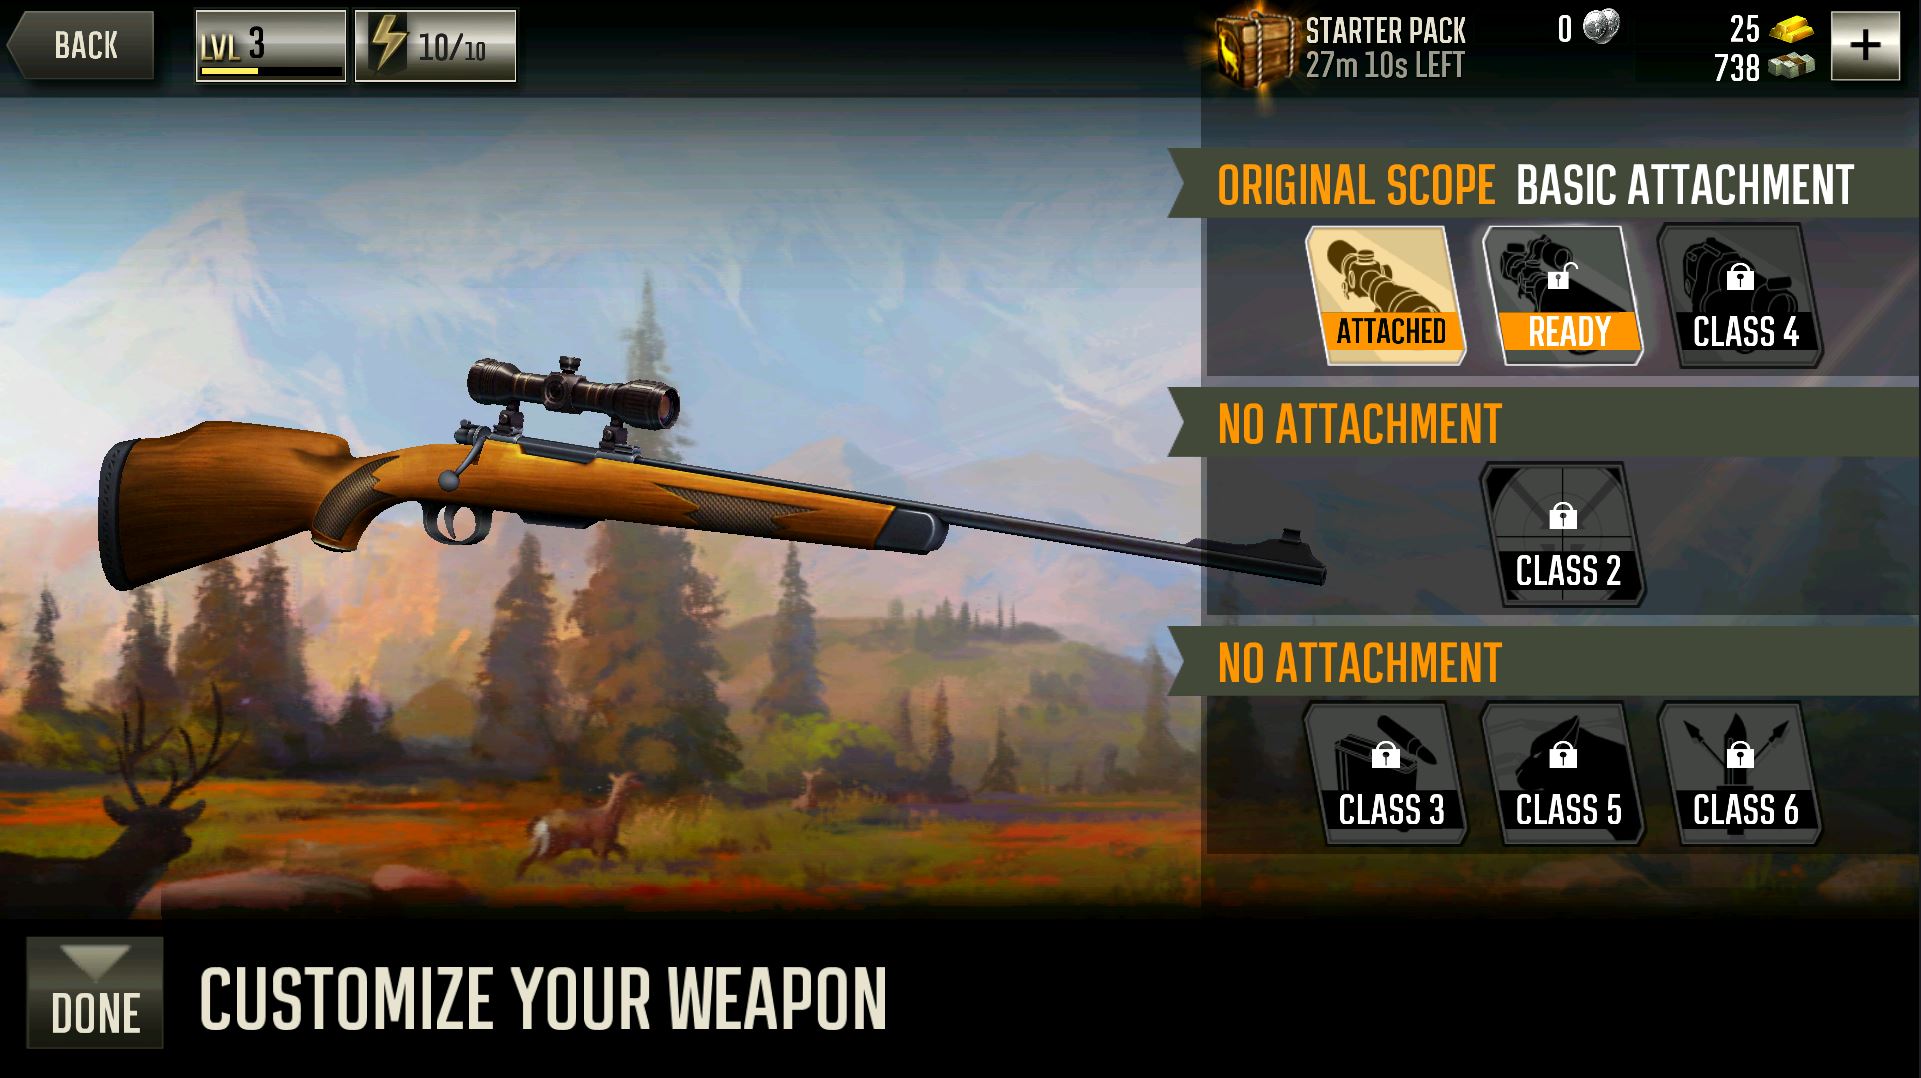 BACK
LVL 3
10/10
STARTER PACK
27m 10s LEFT
0
25
738
+
ORIGINAL SCOPE BASIC ATTACHMENT
ATTACHED
READY
CLASS 4
NO ATTACHMENT
CLASS 2
NO ATTACHMENT
CLASS 3
CLASS 5
CLASS 6
DONE
CUSTOMIZE YOUR WEAPON